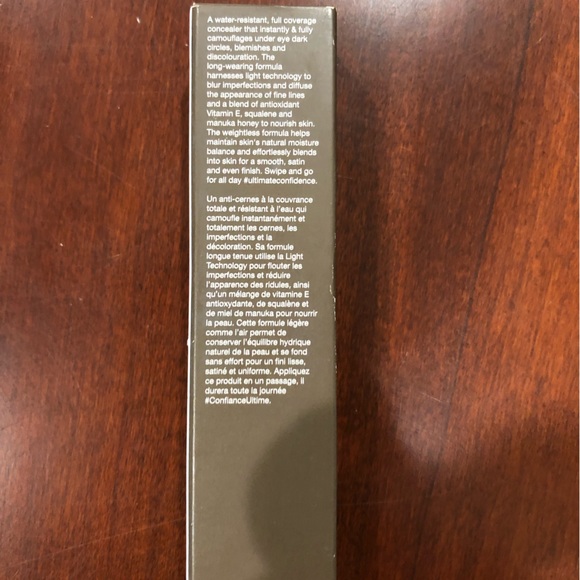 A water-resistant, full coverage
concealer that instantly & fully
camouflages under eye dark
circles, blemishes and
discolouration. The
long-wearing formula
harnesses light technology to
blur imperfections and diffuse
the appearance of fine lines
and a blend of antioxidant
Vitamin E, squalene and
manuka honey to nourish skin.
The weightless formula helps
maintain skin's natural moisture
balance and effortlessly blends
into skin for a smooth, satin
and even finish. Swipe and go
for all day #ultimateconfidence.
Un anti-cernes à la couvrance
totale et résistant à l'eau qui
camoufle instantanément et
totalement les cernes, les
imperfections et la
décoloration. Sa formule
longue tenue utilise la Light
Technology pour flouter les
imperfections et réduire
l'apparence des ridules, ainsi
qu'un mélange de vitamine E
antioxydante, de squalène et
de miel de manuka pour nourrir
la peau. Cette formule légère
comme l'air permet de
conserver l'équilibre hydrique
naturel de la peau et se fond
sans effort pour un fini lisse,
satiné et uniforme. Appliquez
ce produit en un passage, il
durera toute la journée
#ConfianceUltime.